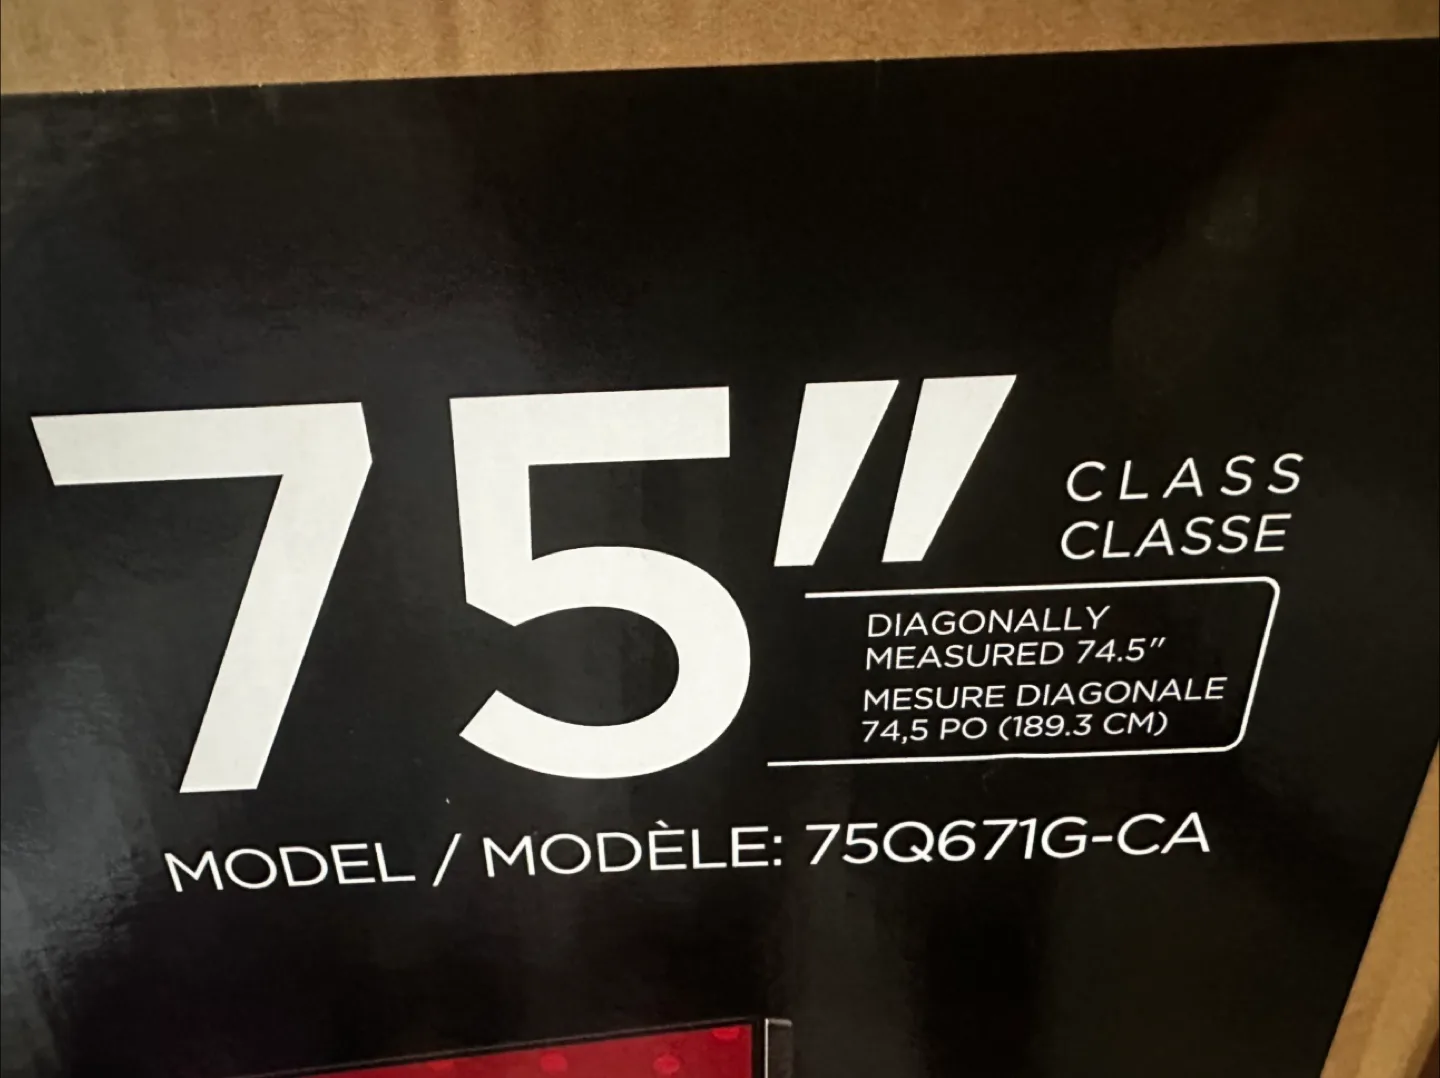 75"
CLASS
CLASSE
DIAGONALLY
MEASURED 74.5"
MESURE DIAGONALE
74,5 PO (189.3 CM)
MODEL / MODÈLE: 75Q671G-CA